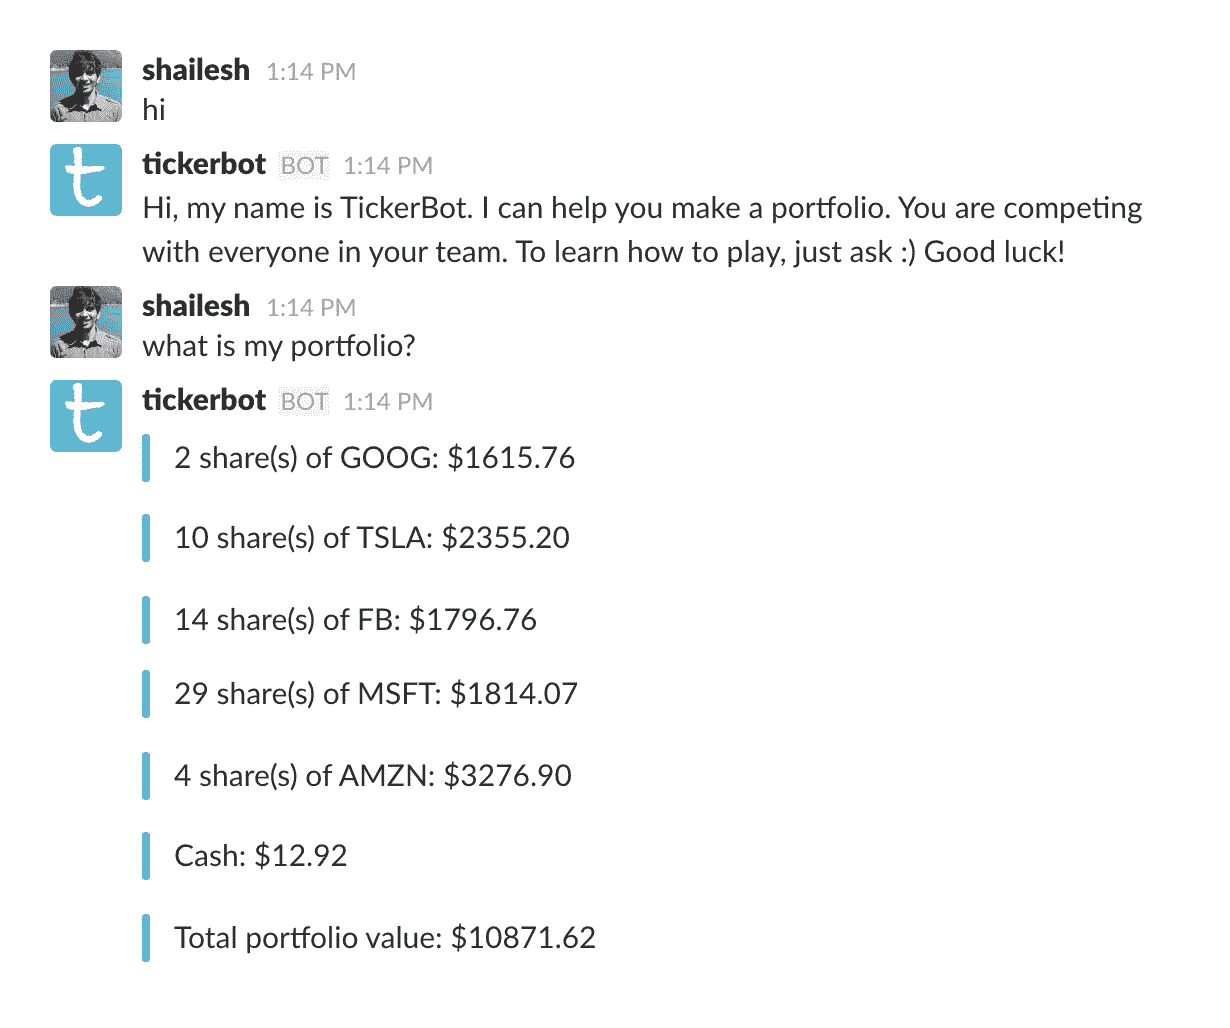 shailesh 1:14 PM
hi
t
tickerbot BOT 1:14 PM
Hi, my name is TickerBot. I can help you make a portfolio. You are competing
with everyone in your team. To learn how to play, just ask :) Good luck!
shailesh 1:14 PM
what is my portfolio?
t
tickerbot BOT 1:14 PM
2 share(s) of GOOG: $1615.76
10 share(s) of TSLA: $2355.20
14 share(s) of FB: $1796.76
29 share(s) of MSFT: $1814.07
4 share(s) of AMZN: $3276.90
Cash: $12.92
Total portfolio value: $10871.62